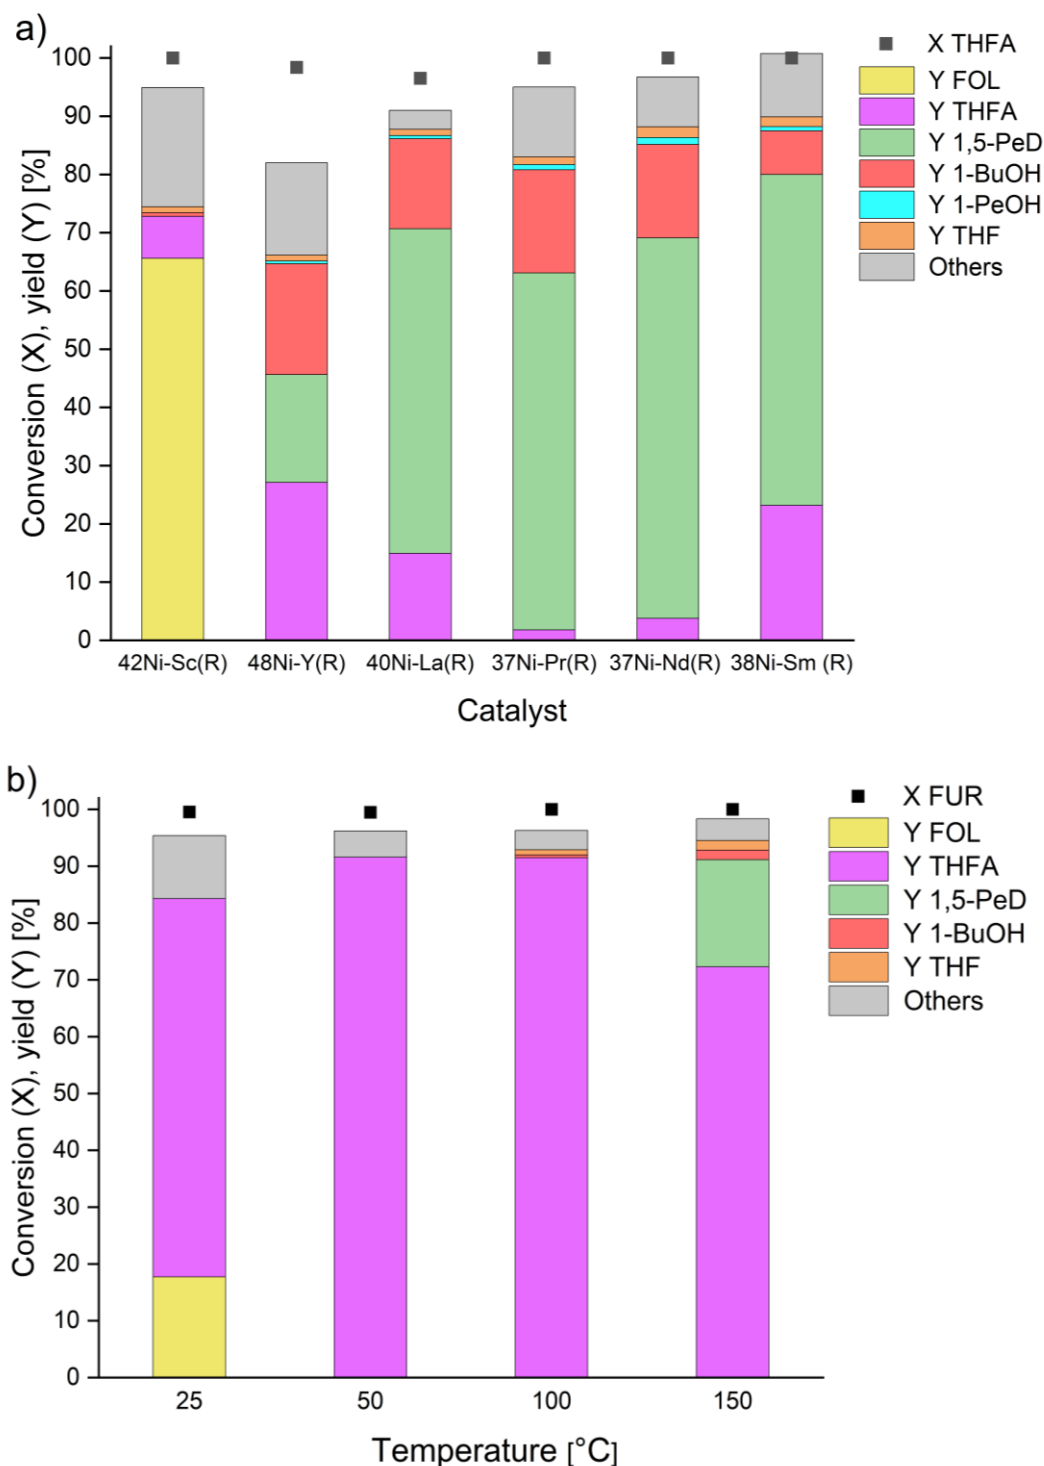 a)
100
90
80
70
60
50
40
30
20
10
0
Conversion (X), yield (Y) [%]
42Ni-Sc(R) 48Ni-Y(R) 40Ni-La(R) 37Ni-Pr(R) 37Ni-Nd(R) 38Ni-Sm (R)
Catalyst
X THFA
Y FOL
Y THFA
Y 1,5-PeD
Y 1-BuOH
Y 1-PeOH
Y THF
Others
b)
100
90
80
70
60
50
40
30
20
10
0
Conversion (X), yield (Y) [%]
25 50 100 150
Temperature [°C]
X FUR
Y FOL
Y THFA
Y 1,5-PeD
Y 1-BuOH
Y THF
Others